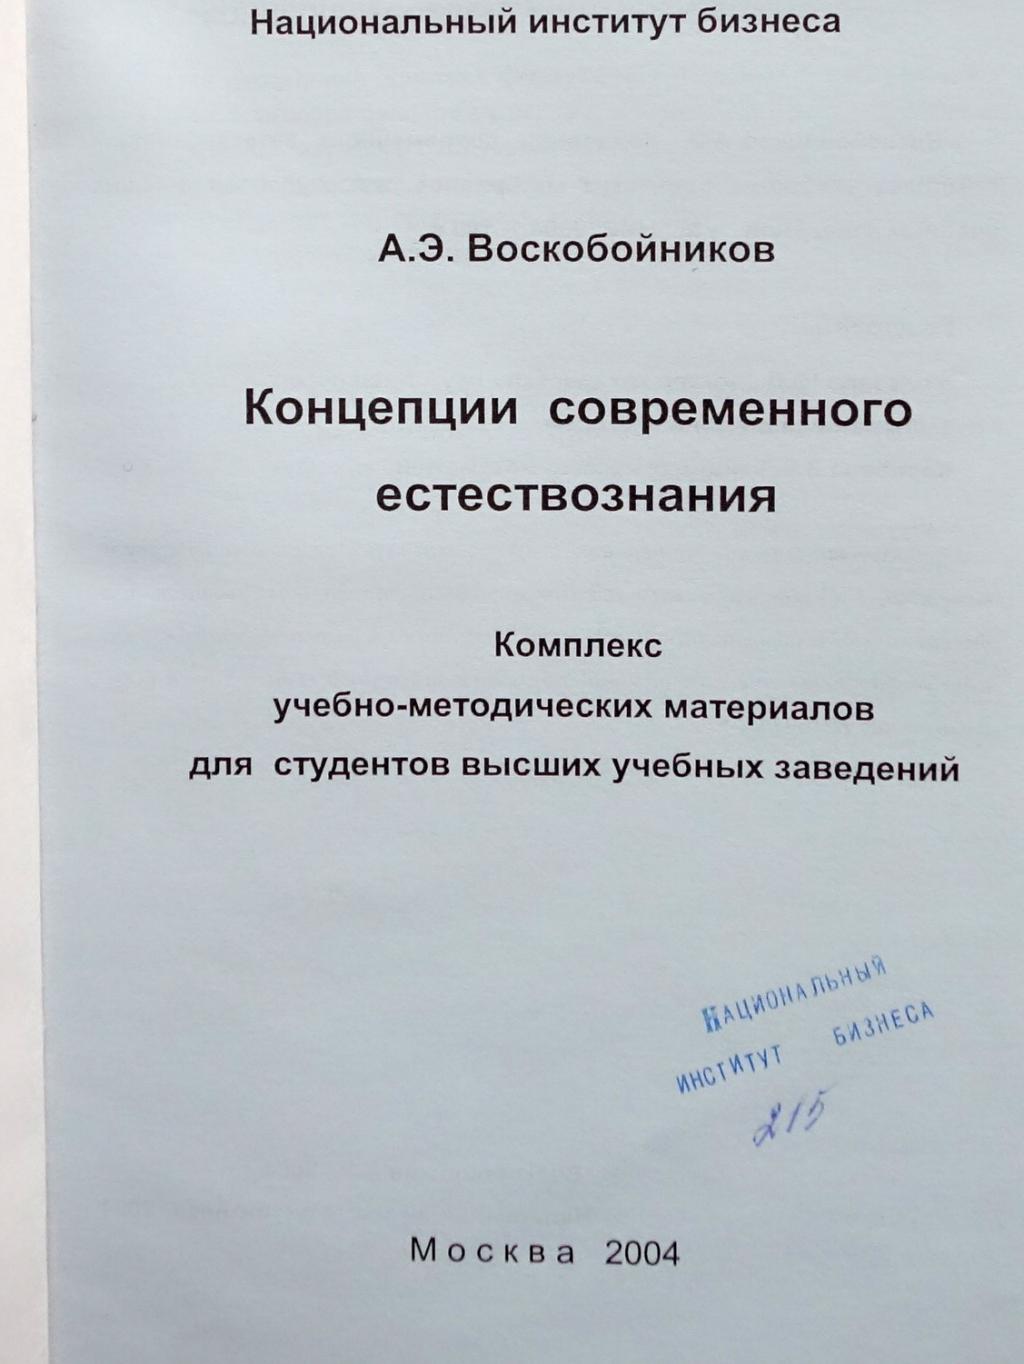 Национальный институт бизнеса
А.Э. Воскобойников
Концепции современного
естествознания
Комплекс
учебно-методических материалов
для студентов высших учебных заведений
НАЦИОНАЛЬНЫЙ
ИНСТИТУТ БИЗНЕСА
215
Москва 2004